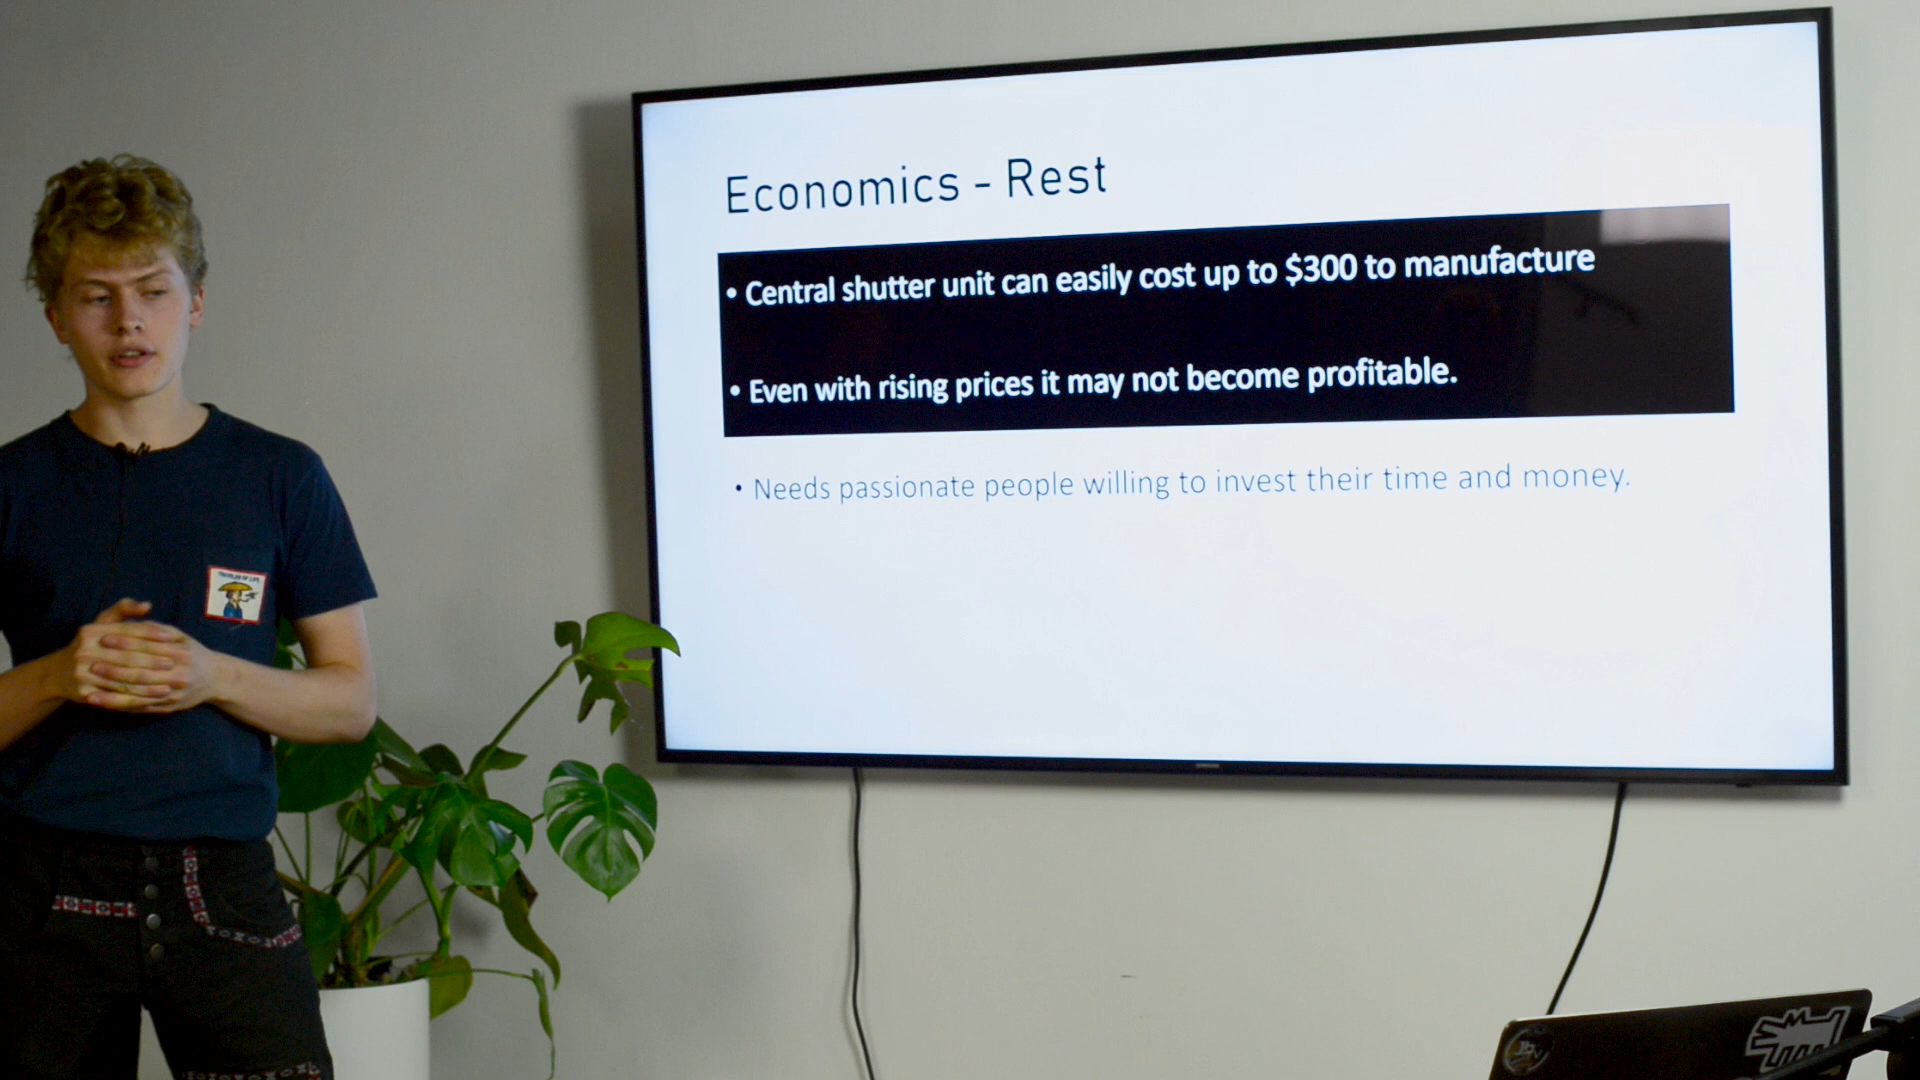 Economics - Rest
• Central shutter unit can easily cost up to $300 to manufacture
• Even with rising prices it may not become profitable.
• Needs passionate people willing to invest their time and money.